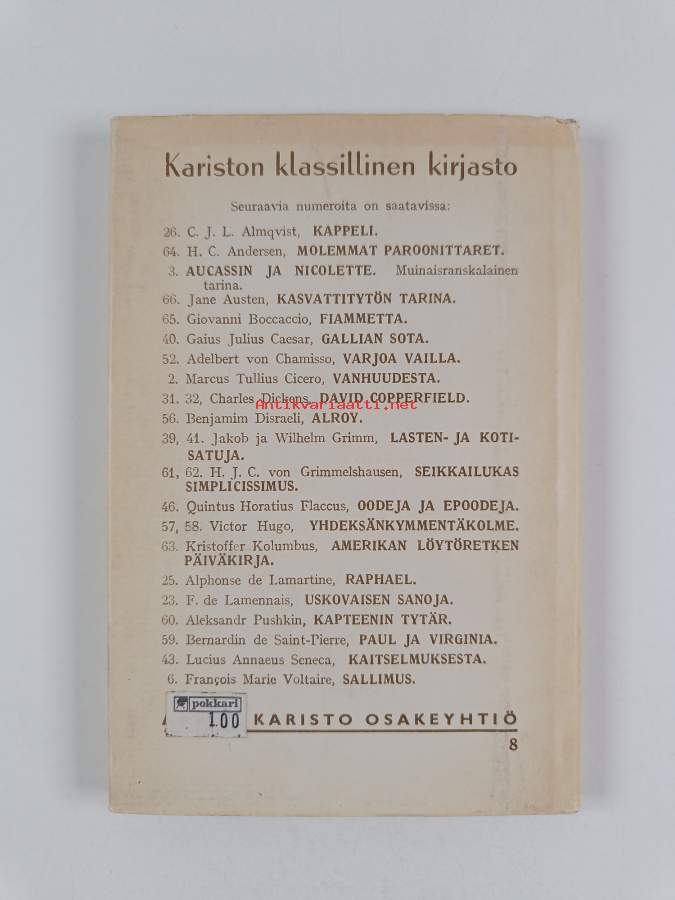 Kariston klassillinen kirjasto
Seuraavia numeroita on saatavissa:
26. C. J. L. Almqvist, KAPPELI.
64. H. C. Andersen, MOLEMMAT PAROONITTARET.
3. AUCASSIN JA NICOLETTE. Muinaisranskalainen
tarina.
66. Jane Austen, KASVATTITYTÖN TARINA.
65. Giovanni Boccaccio, FIAMMETTA.
40. Gaius Julius Caesar, GALLIAN SOTA.
52. Adelbert von Chamisso, VARJOA VAILLA.
2. Marcus Tullius Cicero, VANHUUDESTA.
31. 32, Charles Dickens, DAVID COPPERFIELD.
Antikvariaatti.net
56. Benjamim Disraeli, ALROY.
39, 41. Jakob ja Wilhelm Grimm, LASTEN- JA KOTI-
SATUJA.
61, 62. H. J. C. von Grimmelshausen, SEIKKAILUKAS
SIMPLICISSIMUS.
46. Quintus Horatius Flaccus, OODEJA JA EPOODEJA.
57, 58. Victor Hugo, YHDEKSÄNKYMMENTÄKOLME.
63. Kristoffer Kolumbus, AMERIKAN LÖYTÖRETKEN
PÄIVÄKIRJA.
25. Alphonse de Lamartine, RAPHAEL.
23. F. de Lamennais, USKOVAISEN SANOJA.
60. Aleksandr Pushkin, KAPTEENIN TYTÄR.
59. Bernardin de Saint-Pierre, PAUL JA VIRGINIA.
43. Lucius Annaeus Seneca, KAITSELMUKSESTA.
6. François Marie Voltaire, SALLIMUS.
pokkari
1.00
KARISTO OSAKEYHTIÖ
8